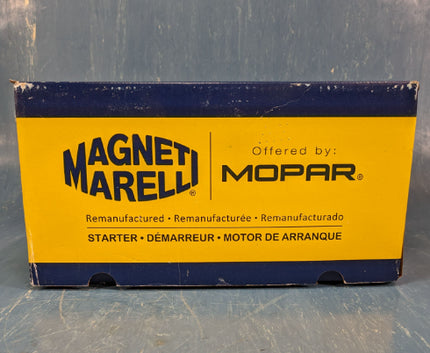 MAGNETI
MARELLI®
Offered by:
MOPAR®
Remanufactured • Remanufacturée • Remanufacturado
STARTER • DÉMARREUR • MOTOR DE ARRANQUE